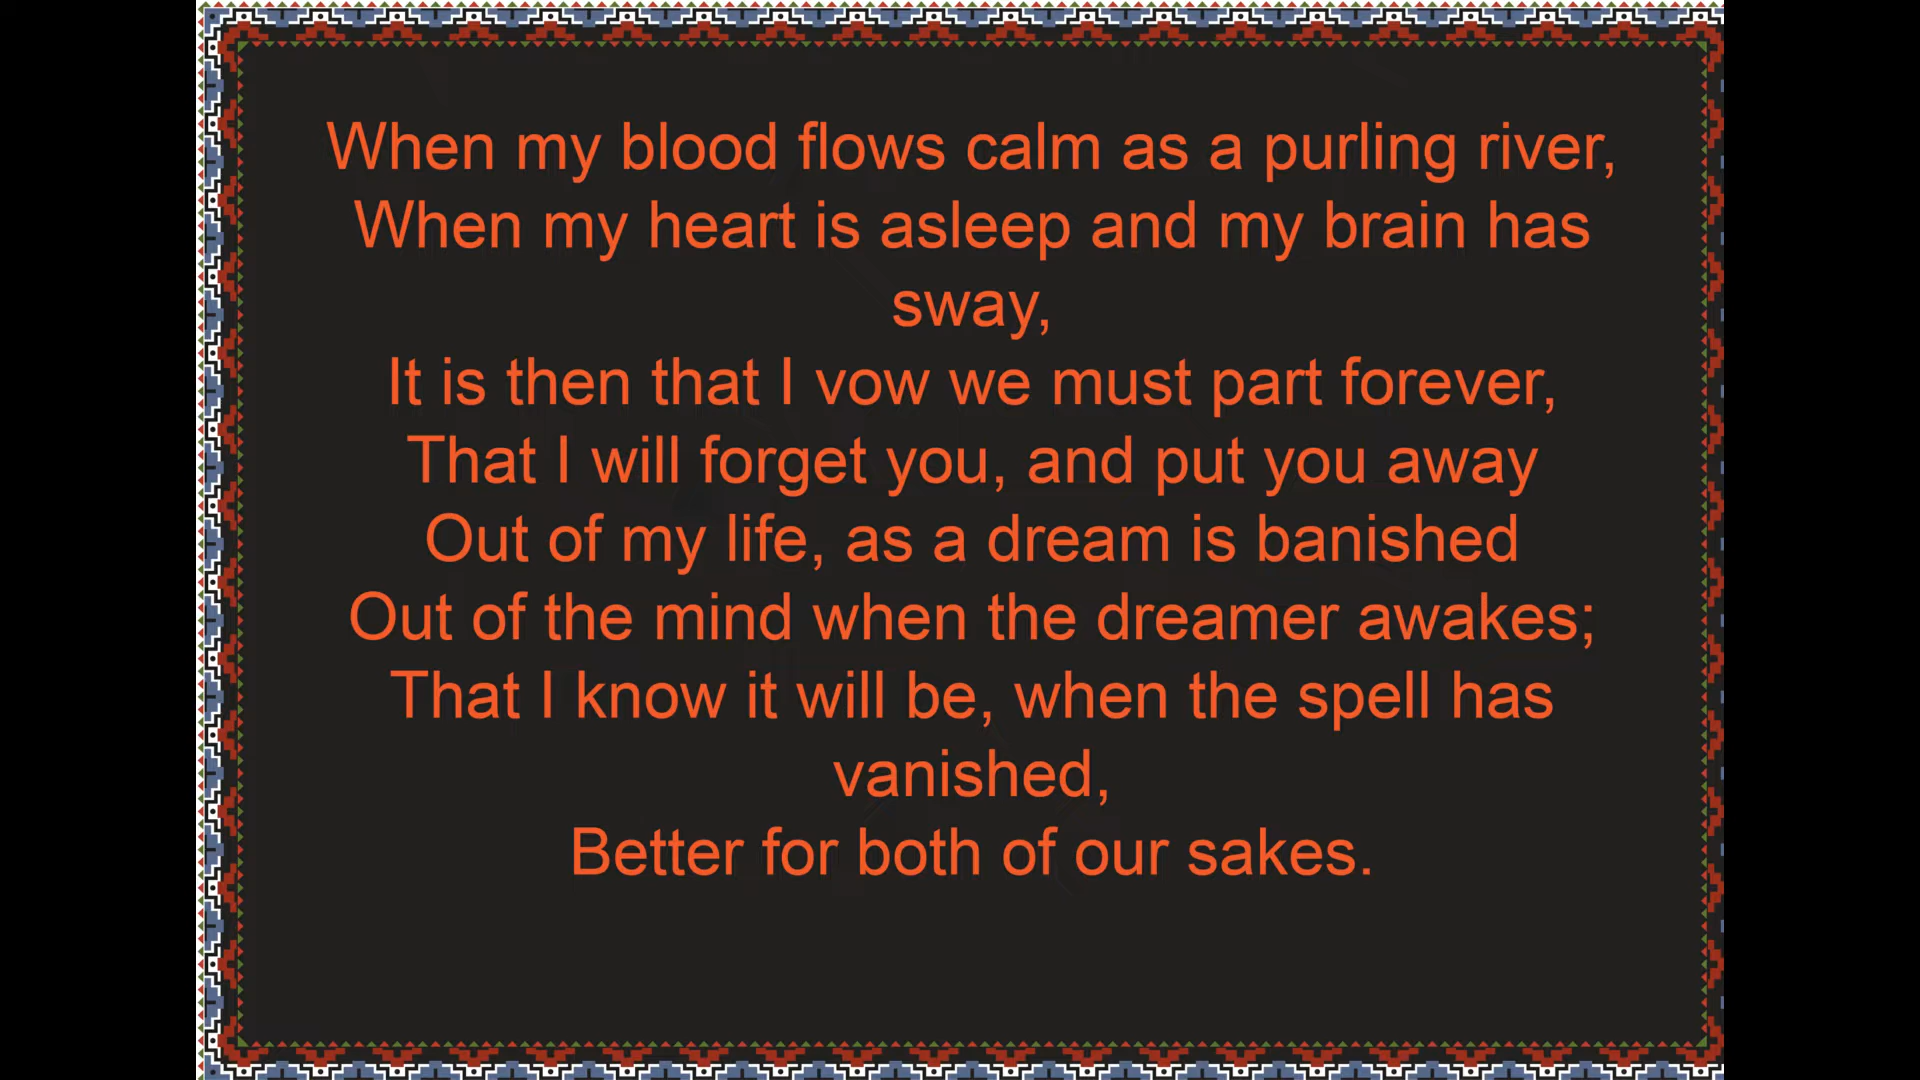 When my blood flows calm as a purling river,
When my heart is asleep and my brain has
sway,
It is then that I vow we must part forever,
That I will forget you, and put you away
Out of my life, as a dream is banished
Out of the mind when the dreamer awakes;
That I know it will be, when the spell has
vanished,
Better for both of our sakes.